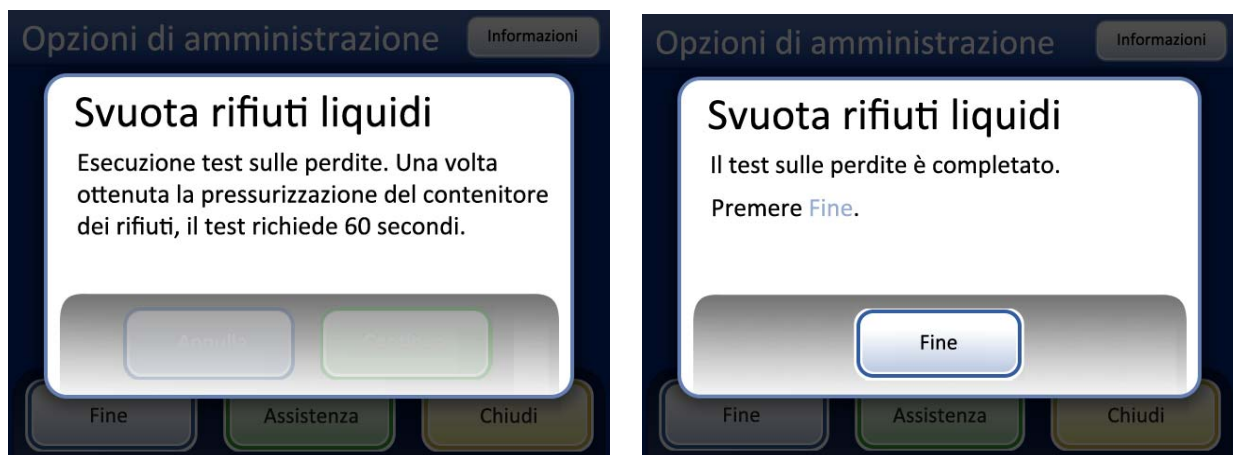 Opzioni di amministrazione
Informazioni
Svuota rifiuti liquidi
Esecuzione test sulle perdite. Una volta
ottenuta la pressurizzazione del contenitore
dei rifiuti, il test richiede 60 secondi.
Annulla
Fine
Assistenza
Chiudi
Opzioni di amministrazione
Informazioni
Svuota rifiuti liquidi
Il test sulle perdite è completato.
Premere Fine.
Fine
Fine
Assistenza
Chiudi